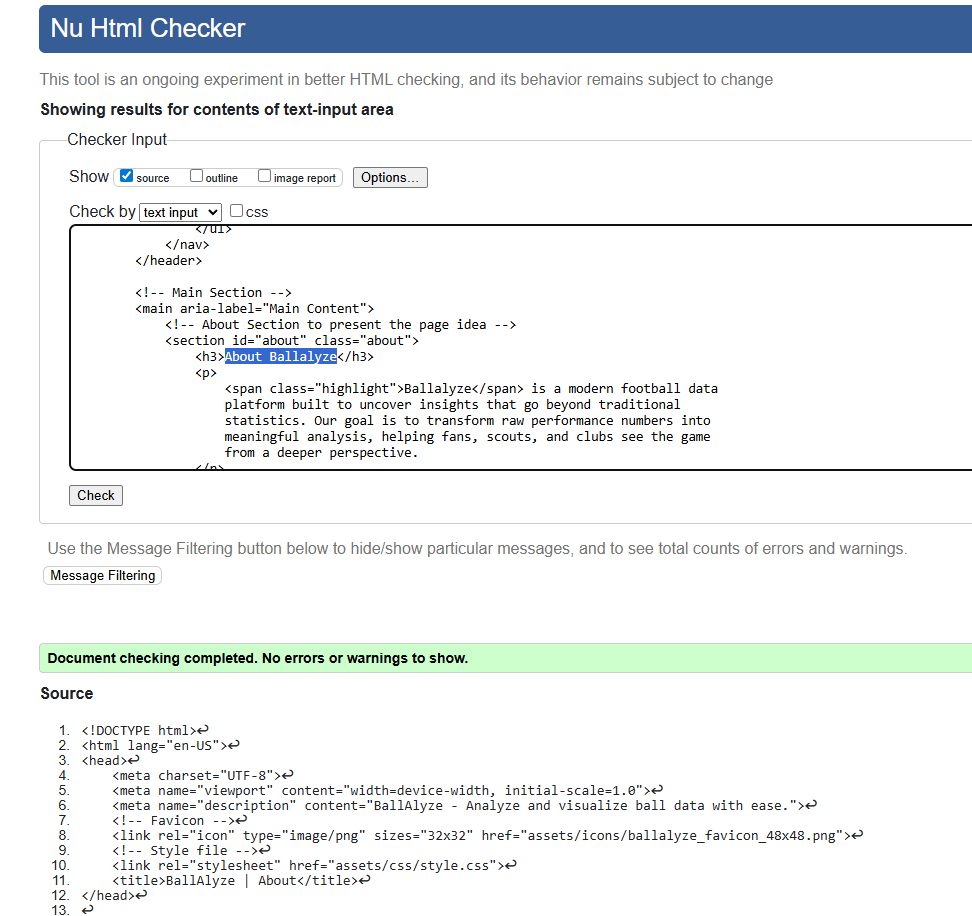 Nu Html Checker
This tool is an ongoing experiment in better HTML checking, and its behavior remains subject to change
Showing results for contents of text-input area
Checker Input
Show source outline image report Options...
Check by text input css
</ul>
</nav>
</header>
<!-- Main Section -->
<main aria-label="Main Content">
<!-- About Section to present the page idea -->
<section id="about" class="about">
<h3>About Ballalyze</h3>
<p>
<span class="highlight">Ballalyze</span> is a modern football data
platform built to uncover insights that go beyond traditional
statistics. Our goal is to transform raw performance numbers into
meaningful analysis, helping fans, scouts, and clubs see the game
from a deeper perspective.
</p>
Check
Use the Message Filtering button below to hide/show particular messages, and to see total counts of errors and warnings.
Message Filtering
Document checking completed. No errors or warnings to show.
Source
1. <!DOCTYPE html>↩
2. <html lang="en-US">↩
3. <head>↩
4. <meta charset="UTF-8">↩
5. <meta name="viewport" content="width=device-width, initial-scale=1.0">↩
6. <meta name="description" content="BallAlyze - Analyze and visualize ball data with ease.">↩
7. <!-- Favicon -->↩
8. <link rel="icon" type="image/png" sizes="32x32" href="assets/icons/ballalyze_favicon_48x48.png">↩
9. <!-- Style file -->↩
10. <link rel="stylesheet" href="assets/css/style.css">↩
11. <title>BallAlyze | About</title>↩
12. </head>↩
13. ↩